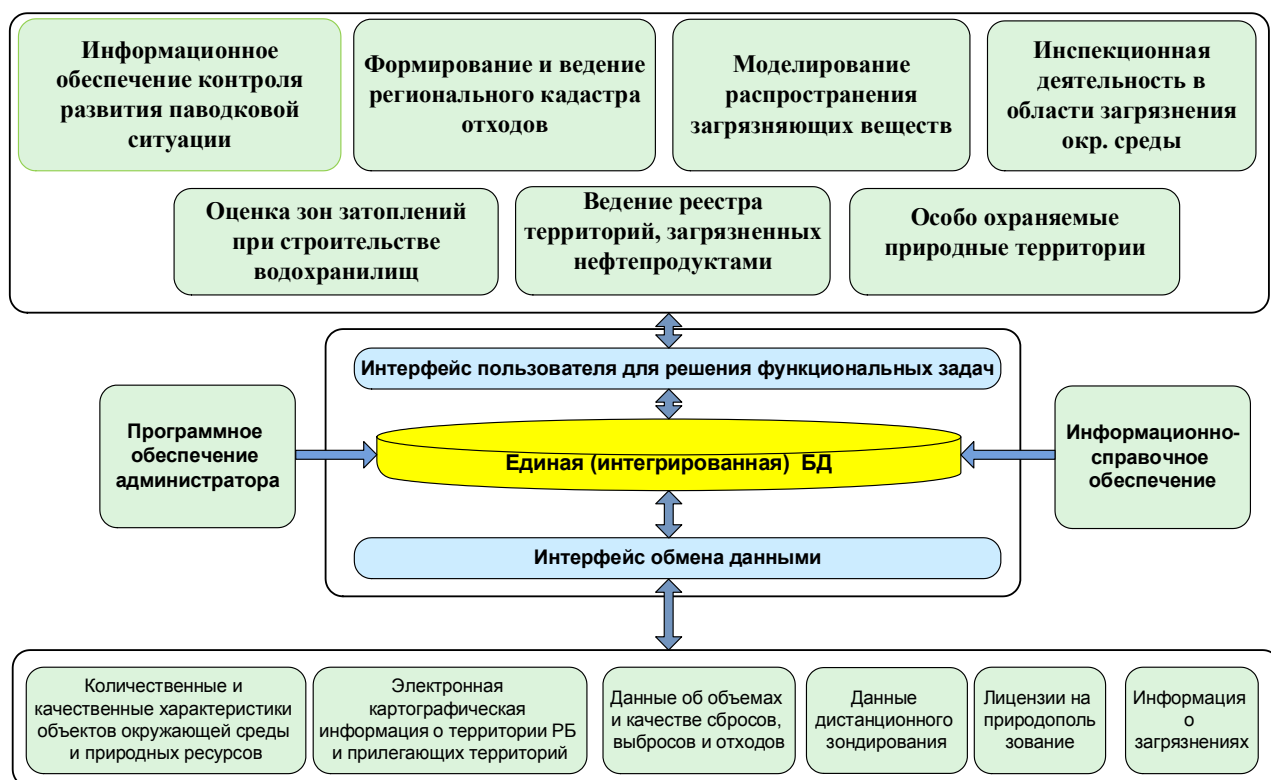 Информационное
обеспечение контроля
развития паводковой
ситуации
Формирование и ведение
регионального кадастра
отходов
Моделирование
распространения
загрязняющих веществ
Инспекционная
деятельность в
области загрязнения
окр. среды
Оценка зон затоплений
при строительстве
водохранилищ
Ведение реестра
территорий, загрязненных
нефтепродуктами
Особо охраняемые
природные территории
Интерфейс пользователя для решения функциональных задач
Программное
обеспечение
администратора
Единая (интегрированная) БД
Информационно-
справочное
обеспечение
Интерфейс обмена данными
Количественные и
качественные характеристики
объектов окружающей среды
и природных ресурсов
Электронная
картографическая
информация о территории РБ
и прилегающих территорий
Данные об объемах
и качестве сбросов,
выбросов и отходов
Данные
дистанционного
зондирования
Лицензии на
природополь
зование
Информация
о
загрязнениях